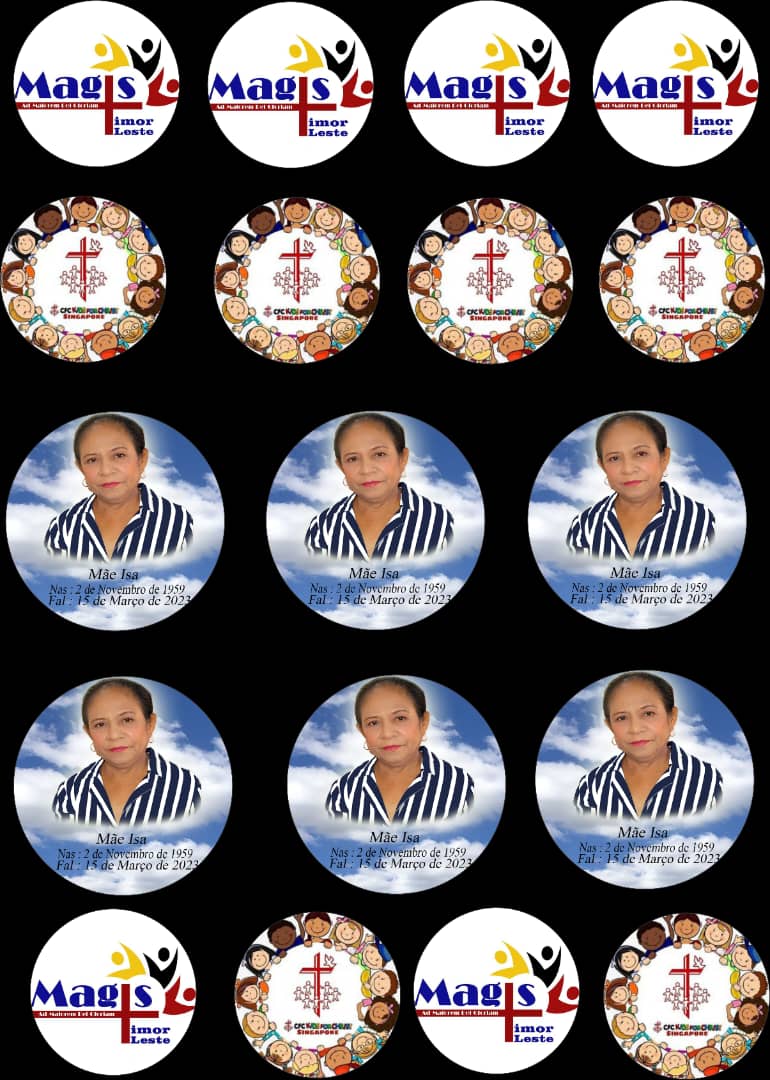 Magis
Ad Maiorem Dei Gloriam
Timor
Leste
Magis
Ad Maiorem Dei Gloriam
Timor
Leste
Magis
Ad Maiorem Dei Gloriam
Timor
Leste
Magis
Ad Maiorem Dei Gloriam
Timor
Leste
CFC KIDS FOR CHRIST
SINGAPORE
CFC KIDS FOR CHRIST
SINGAPORE
CFC KIDS FOR CHRIST
SINGAPORE
CFC KIDS FOR CHRIST
SINGAPORE
Mãe Isa
Nas : 2 de Novembro de 1959
Fal : 15 de Março de 2023
Mãe Isa
Nas : 2 de Novembro de 1959
Fal : 15 de Março de 2023
Mãe Isa
Nas : 2 de Novembro de 1959
Fal : 15 de Março de 2023
Mãe Isa
Nas : 2 de Novembro de 1959
Fal : 15 de Março de 2023
Mãe Isa
Nas : 2 de Novembro de 1959
Fal : 15 de Março de 2023
Mãe Isa
Nas : 2 de Novembro de 1959
Fal : 15 de Março de 2023
Magis
Ad Maiorem Dei Gloriam
Timor
Leste
CFC KIDS FOR CHRIST
SINGAPORE
Magis
Ad Maiorem Dei Gloriam
Timor
Leste
CFC KIDS FOR CHRIST
SINGAPORE